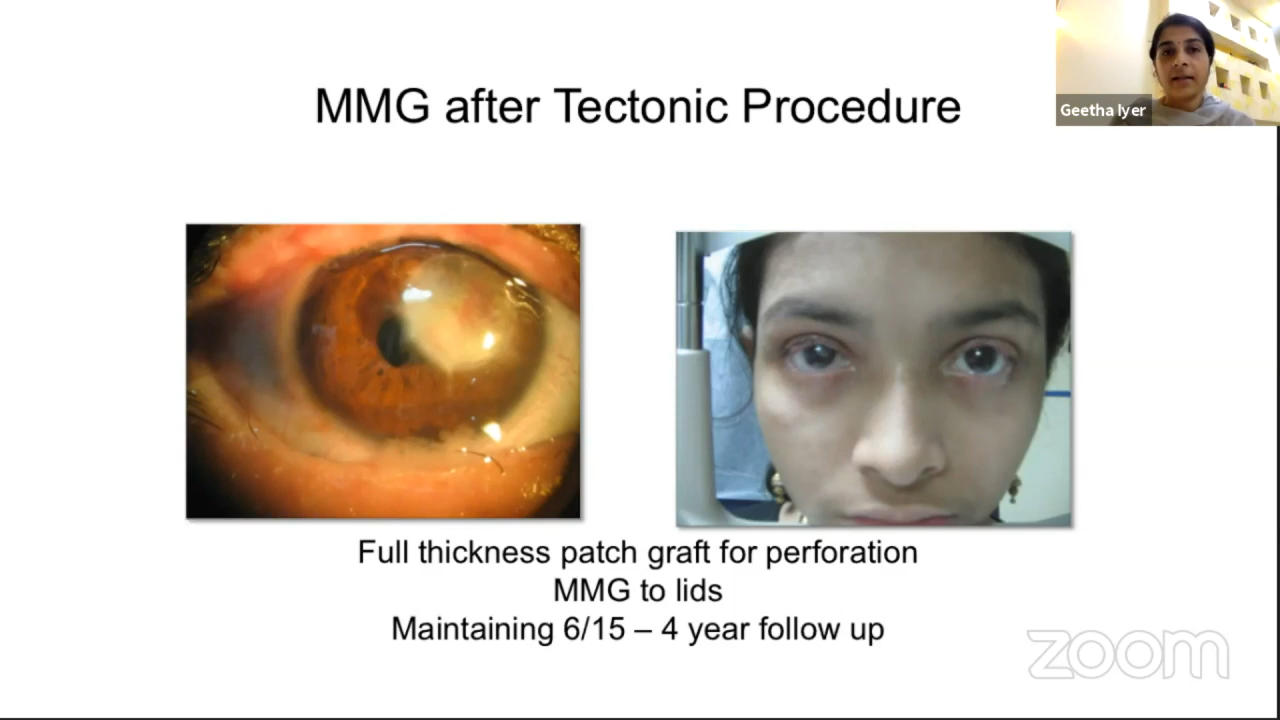 MMG after Tectonic Procedure
Geetha Iyer
Full thickness patch graft for perforation
MMG to lids
Maintaining 6/15 – 4 year follow up
zoom